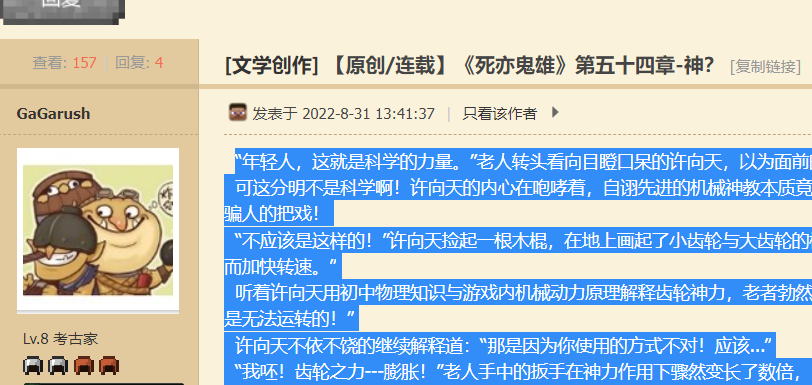 回复
查看: 157 | 回复: 4
[文学创作] 【原创/连载】《死亦鬼雄》第五十四章-神? [复制链接]
GaGarush
发表于 2022-8-31 13:41:37 | 只看该作者
“年轻人，这就是科学的力量。”老人转头看向目瞪口呆的许向天，以为面前
可这分明不是科学啊！许向天的内心在咆哮着，自诩先进的机械神教本质竟
骗人的把戏！
“不应该是这样的！”许向天捡起一根木棍，在地上画起了小齿轮与大齿轮的
而加快转速。”
听着许向天用初中物理知识与游戏内机械动力原理解释齿轮神力，老者勃然
是无法运转的！”
许向天不依不饶的继续解释道：“那是因为你使用的方式不对！应该...”
“我呸！齿轮之力---膨胀！”老人手中的扳手在神力作用下骤然变长了数倍，
Lv.8 考古家